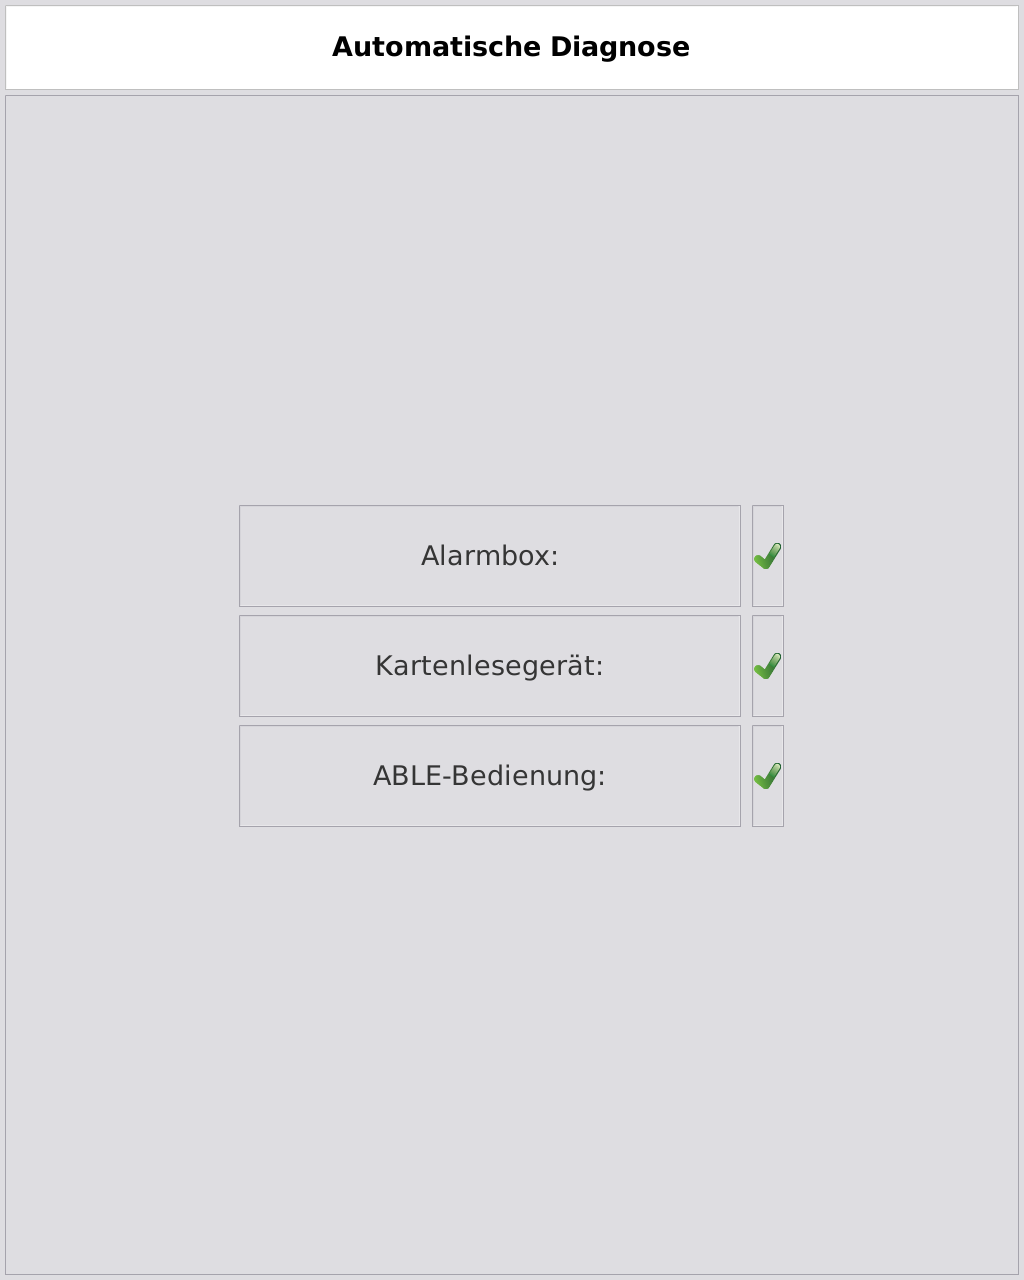 Automatische Diagnose
Alarmbox:
Kartenlesegerät:
ABLE-Bedienung: